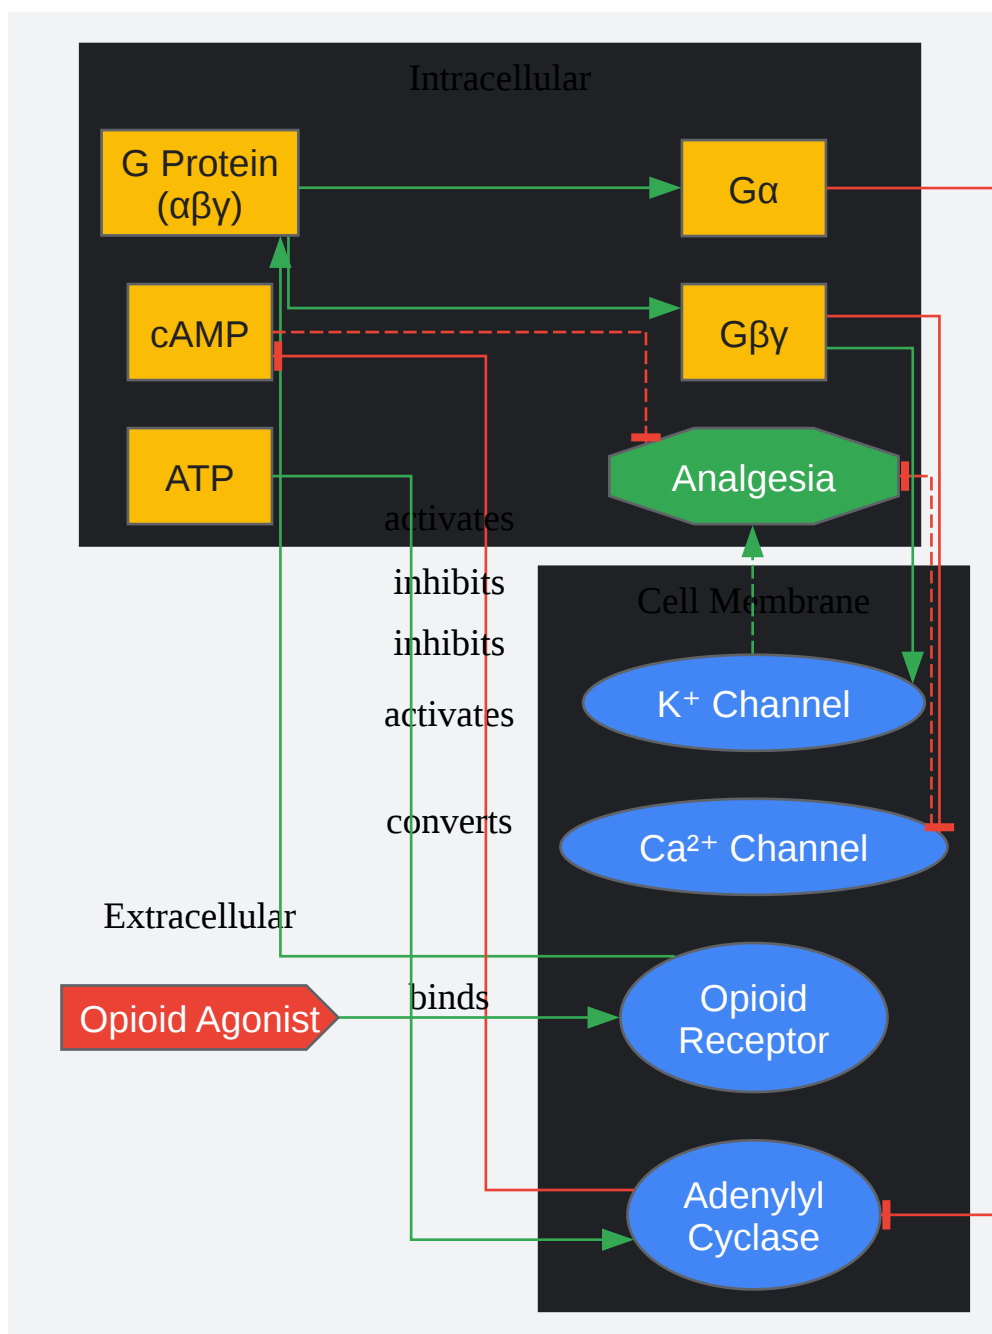 Intracellular
G Protein
(αβγ)
Gα
cAMP
Gβγ
ATP
Analgesia
activates
inhibits
Cell Membrane
inhibits
K⁺ Channel
activates
converts
Ca²⁺ Channel
Extracellular
binds
Opioid Agonist
Opioid
Receptor
Adenylyl
Cyclase